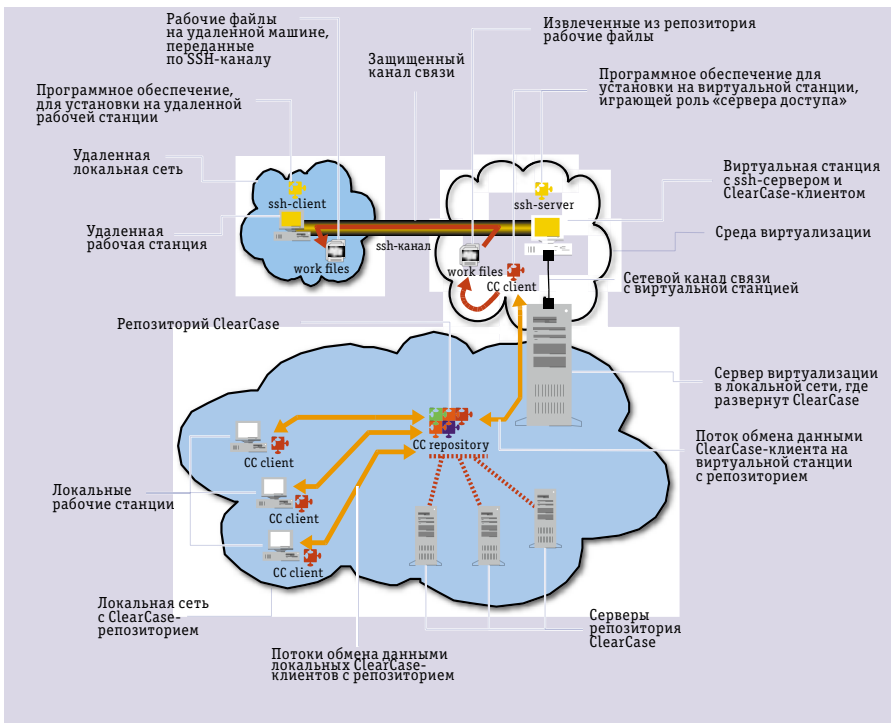 Рабочие файлы
на удаленной машине,
переданные
по SSH-каналу
Извлеченные из репозитория
рабочие файлы
Защищенный
канал связи
Программное обеспечение,
для установки на удаленной
рабочей станции
Программное обеспечение для
установки на виртуальной станции,
играющей роль «сервера доступа»
Удаленная
локальная сеть
ssh-client
ssh-server
Виртуальная станция
с ssh-сервером и
ClearCase-клиентом
Удаленная
рабочая станция
ssh-канал
Среда виртуализации
work files
work files
CC client
Сетевой канал связи
с виртуальной станцией
Репозиторий ClearCase
Сервер виртуализации
в локальной сети, где
развернут ClearCase
CC repository
CC client
Поток обмена данными
ClearCase-клиента на
виртуальной станции
с репозиторием
Локальные
рабочие станции
CC client
CC client
Локальная сеть
с ClearCase-
репозиторием
Серверы
репозитория
ClearCase
Потоки обмена данными
локальных ClearCase-
клиентов с репозиторием